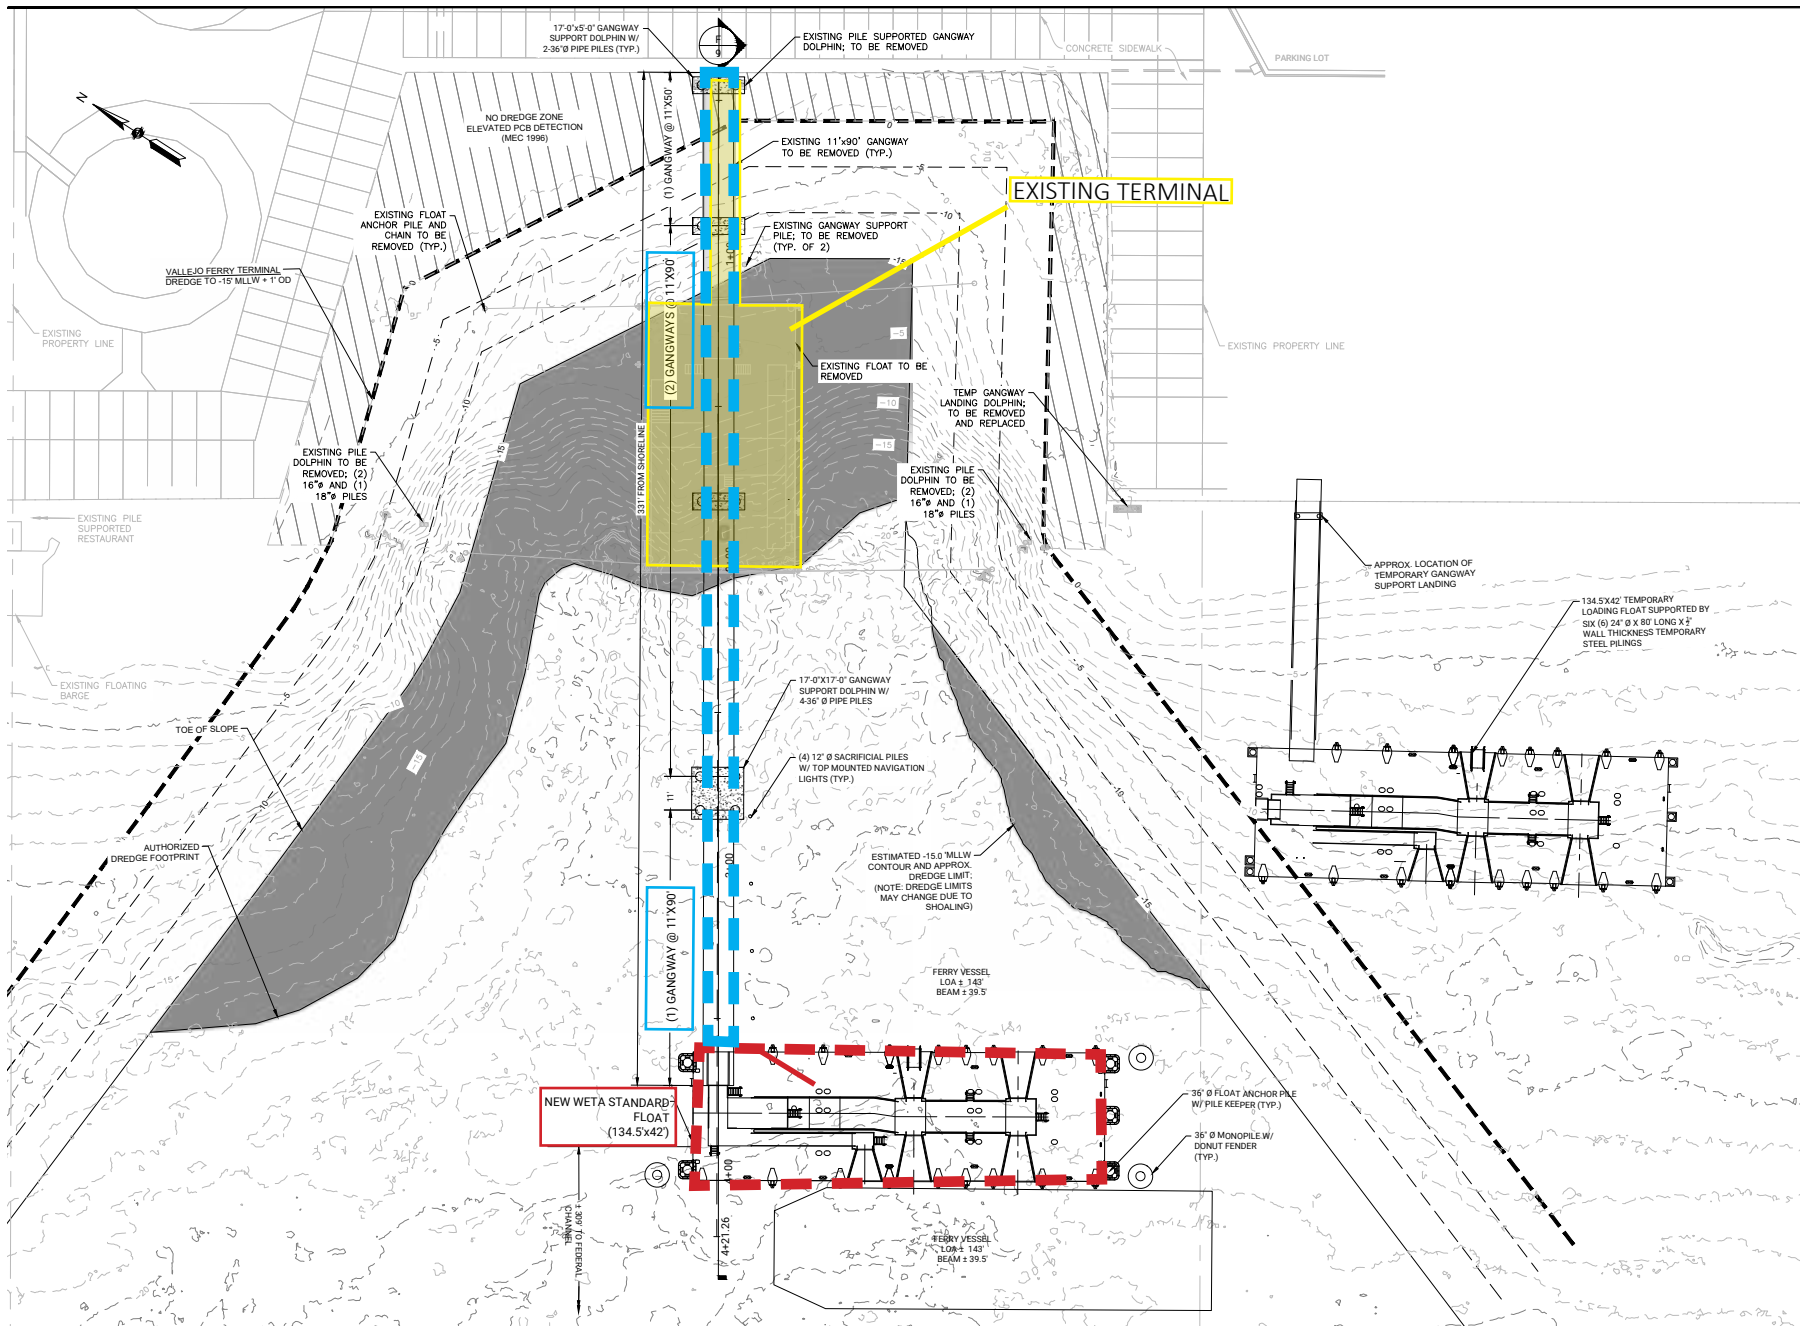 17'-0"x5'-0" GANGWAY
SUPPORT DOLPHIN W/
2-36"Ø PIPE PILES (TYP.)
F
9
EXISTING PILE SUPPORTED GANGWAY
DOLPHIN; TO BE REMOVED
CONCRETE SIDEWALK
PARKING LOT
N
NO DREDGE ZONE
ELEVATED PCB DETECTION
(MEC 1996)
(1) GANGWAY @ 11'X50'
EXISTING 11'x90' GANGWAY
TO BE REMOVED (TYP.)
EXISTING TERMINAL
EXISTING FLOAT
ANCHOR PILE AND
CHAIN TO BE
REMOVED (TYP.)
EXISTING GANGWAY SUPPORT
PILE; TO BE REMOVED
(TYP. OF 2)
1+00
VALLEJO FERRY TERMINAL
DREDGE TO -15' MLLW + 1' OD
(2) GANGWAYS @ 11'X90'
EXISTING
PROPERTY LINE
EXISTING PROPERTY LINE
EXISTING FLOAT TO BE
REMOVED
TEMP GANGWAY
LANDING DOLPHIN;
TO BE REMOVED
AND REPLACED
331' FROM SHORELINE
EXISTING PILE
DOLPHIN TO BE
REMOVED; (2)
16"ø AND (1)
18"ø PILES
EXISTING PILE
DOLPHIN TO BE
REMOVED; (2)
16"ø AND (1)
18"ø PILES
EXISTING PILE
SUPPORTED
RESTAURANT
APPROX. LOCATION OF
TEMPORARY GANGWAY
SUPPORT LANDING
134.5'X42' TEMPORARY
LOADING FLOAT SUPPORTED BY
SIX (6) 24" Ø X 80' LONG X ½"
WALL THICKNESS TEMPORARY
STEEL PILINGS
EXISTING FLOATING
BARGE
17'-0"X17'-0" GANGWAY
SUPPORT DOLPHIN W/
4-36" Ø PIPE PILES
TOE OF SLOPE
(4) 12" Ø SACRIFICIAL PILES
W/ TOP MOUNTED NAVIGATION
LIGHTS (TYP.)
11'
AUTHORIZED
DREDGE FOOTPRINT
ESTIMATED -15.0 'MLLW
CONTOUR AND APPROX.
DREDGE LIMIT;
(NOTE: DREDGE LIMITS
MAY CHANGE DUE TO
SHOALING)
3+00
(1) GANGWAY @ 11'X90'
FERRY VESSEL
LOA ± 143'
BEAM ± 39.5'
NEW WETA STANDARD
FLOAT
(134.5'x42')
36" Ø FLOAT ANCHOR PILE
W/ PILE KEEPER (TYP.)
36" Ø MONOPILE W/
DONUT FENDER
(TYP.)
4+00
4+21.26
± 309' TO FEDERAL
CHANNEL
FERRY VESSEL
LOA ± 143'
BEAM ± 39.5'